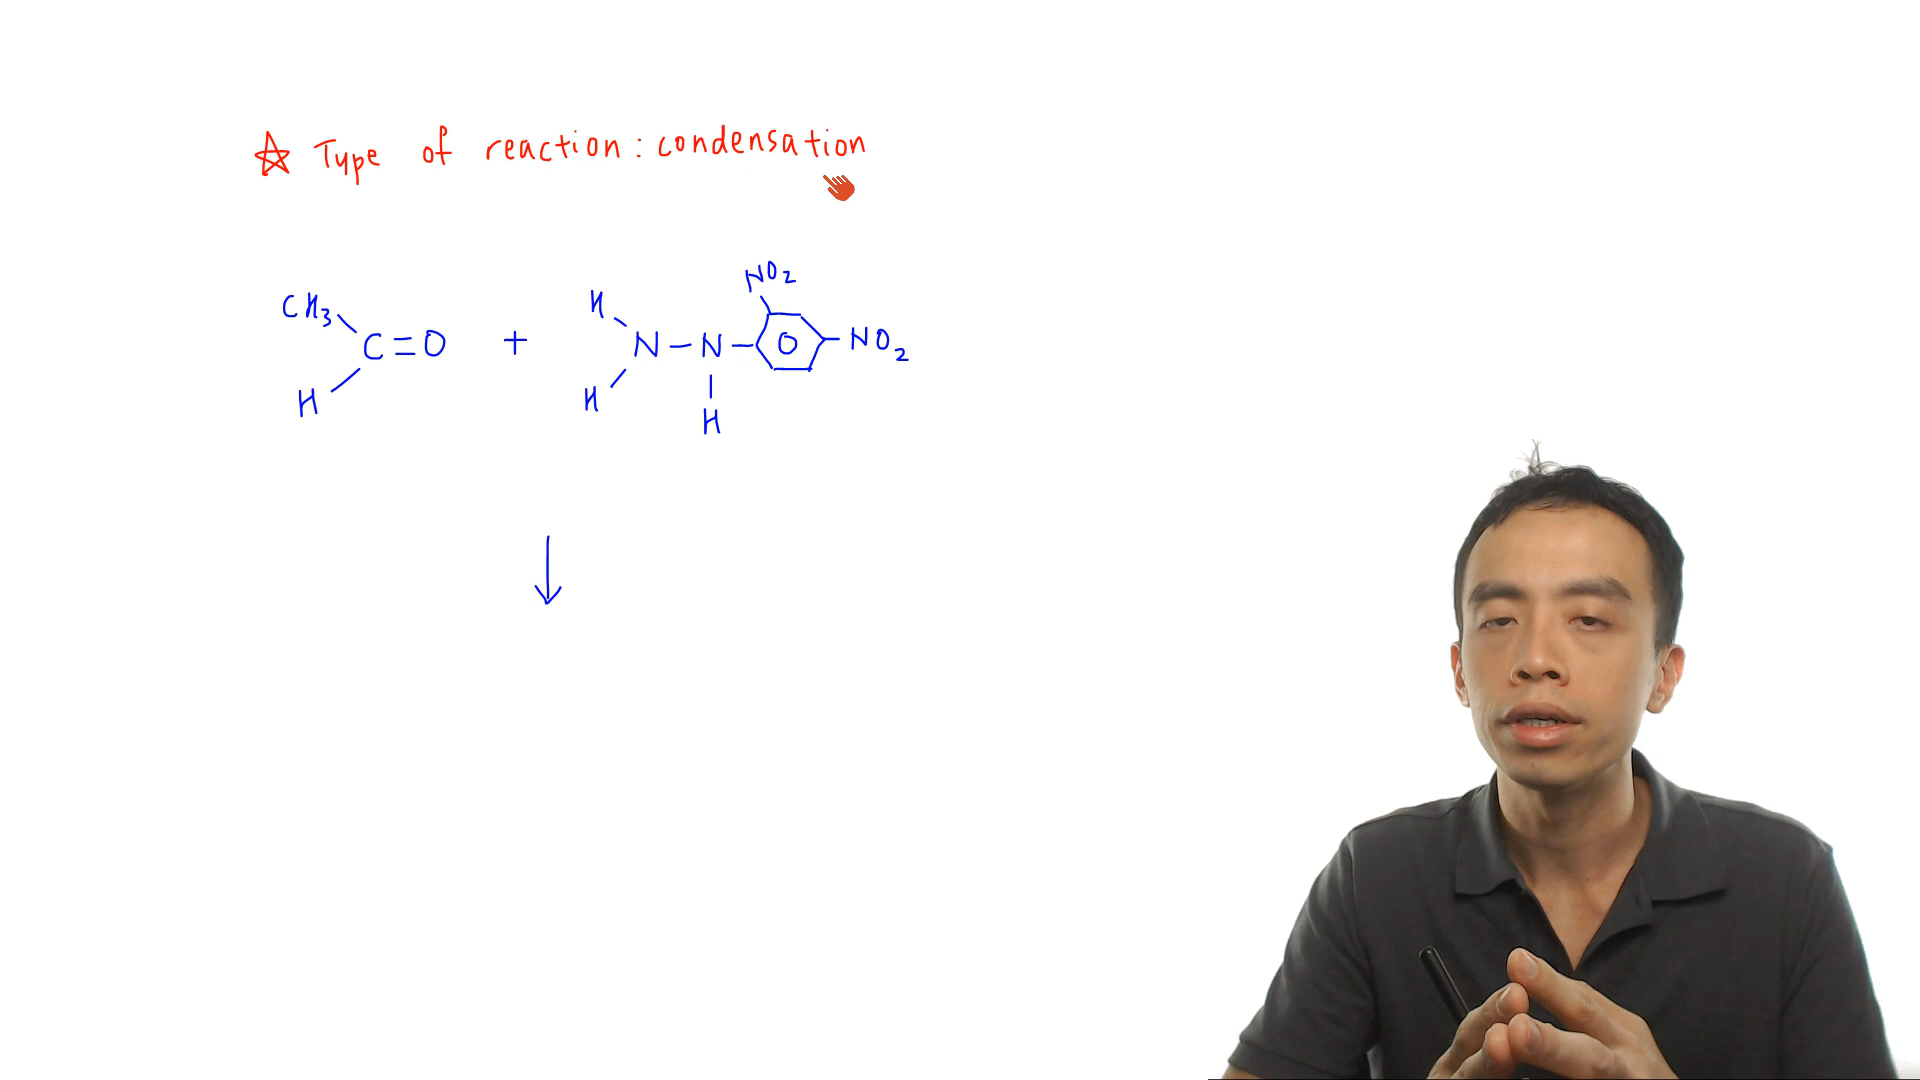 ☆ Type of reaction: condensation
NO2
CH3 H
C=O + N–N– –NO2
H H
H